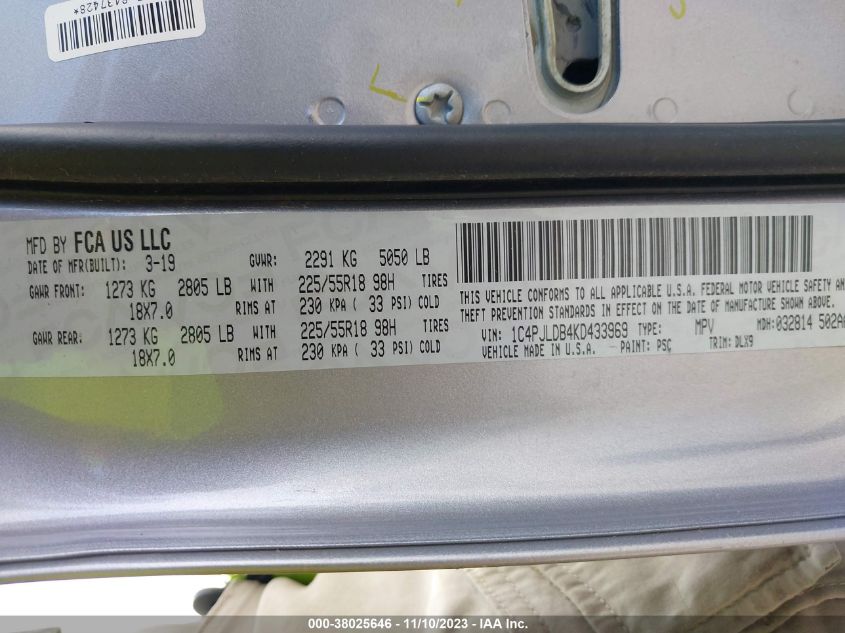 MFD BY FCA US LLC
DATE OF MFR(BUILT): 3-19 GVWR: 2291 KG 5050 LB
GAWR FRONT: 1273 KG 2805 LB WITH 225/55R18 98H TIRES
18X7.0 RIMS AT 230 KPA ( 33 PSI) COLD
GAWR REAR: 1273 KG 2805 LB WITH 225/55R18 98H TIRES
18X7.0 RIMS AT 230 KPA ( 33 PSI) COLD
THIS VEHICLE CONFORMS TO ALL APPLICABLE U.S.A. FEDERAL MOTOR VEHICLE SAFETY AN
THEFT PREVENTION STANDARDS IN EFFECT ON THE DATE OF MANUFACTURE SHOWN ABOVE.
VIN: 1C4PJLDB4KD433969 TYPE: MPV MDH: 032814 502A
VEHICLE MADE IN U.S.A. PAINT: PSC TRIM: DLX9
000-38025646 - 11/10/2023 - IAA Inc.